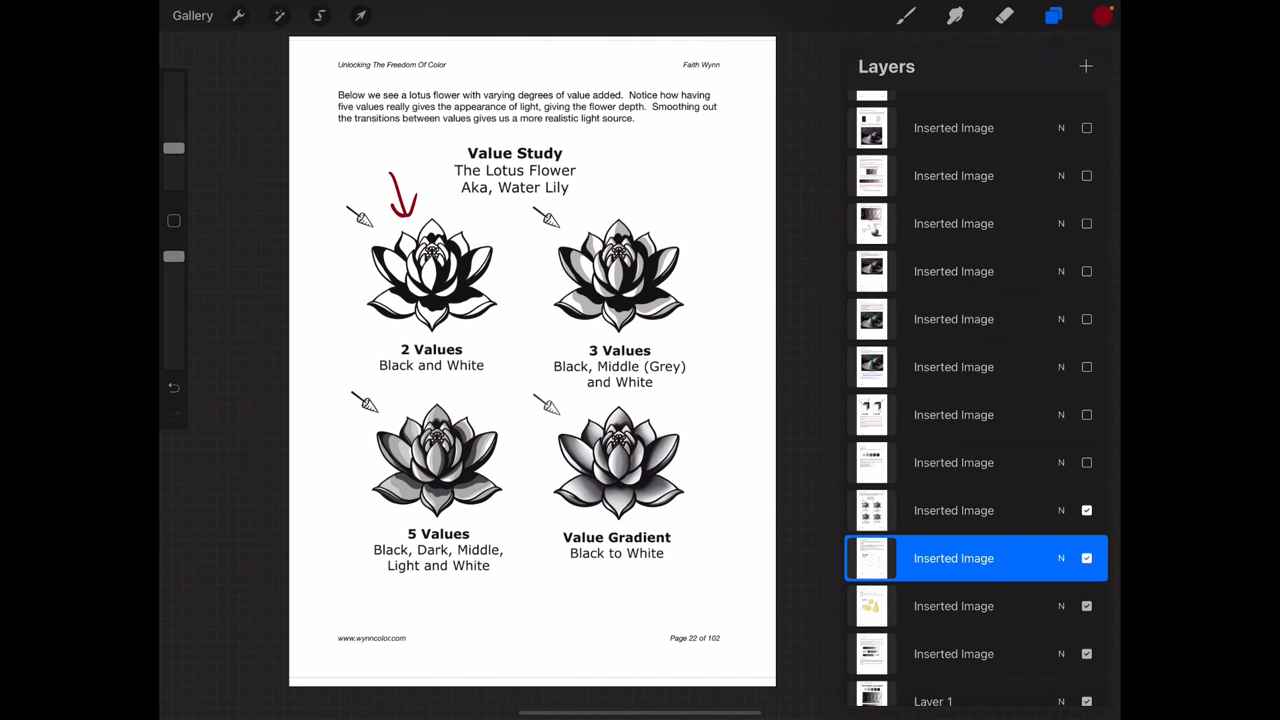 Gallery
Layers
Unlocking The Freedom Of Color
Faith Wynn
Below we see a lotus flower with varying degrees of value added. Notice how having
five values really gives the appearance of light, giving the flower depth. Smoothing out
the transitions between values gives us a more realistic light source.
Value Study
The Lotus Flower
Aka, Water Lily
2 Values
Black and White
3 Values
Black, Middle (Grey)
and White
5 Values
Black, Dark, Middle,
Light and White
Value Gradient
Black to White
www.wynncolor.com
Page 22 of 102
Inserted Image N
Inserted Image N
Inserted Image N
Inserted Image N
Inserted Image N
Inserted Image N
Inserted Image N
Inserted Image N
Inserted Image N
Inserted Image N
Inserted Image N
Inserted Image N
Layer 1 N